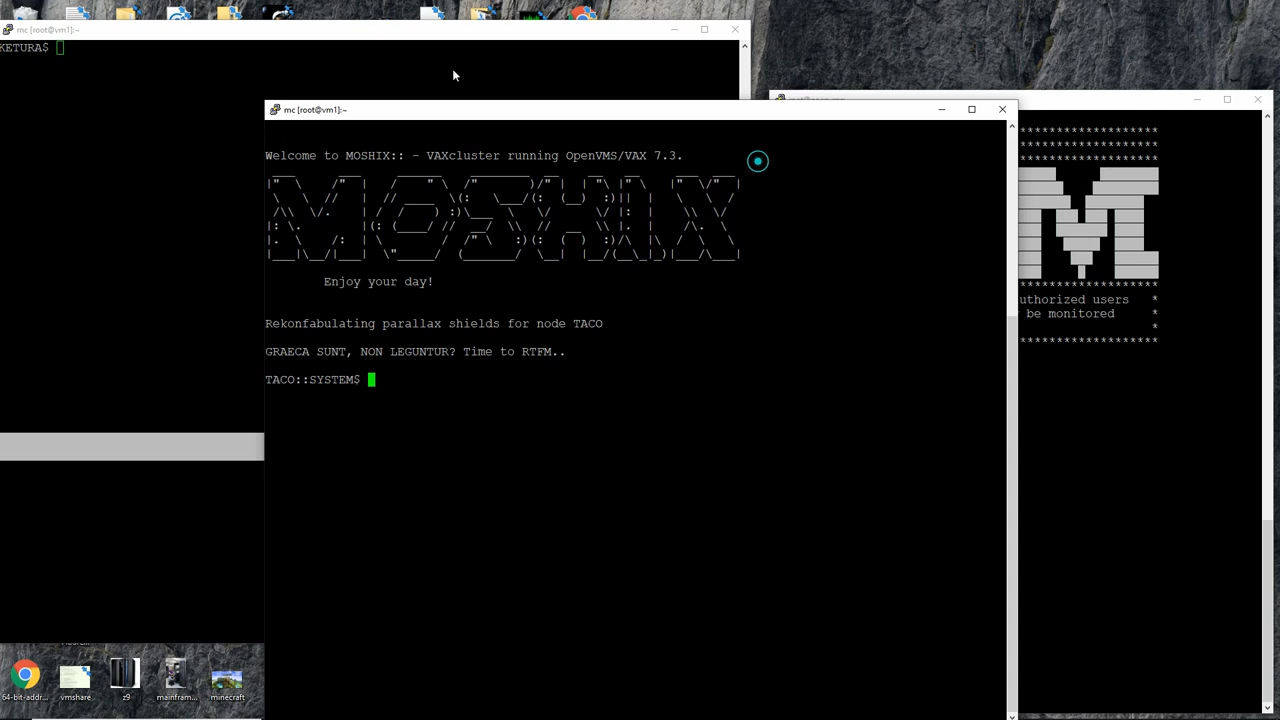 mc [root@vm1]:~
KETURA$
mc [root@vm1]:~
Welcome to MOSHIX:: - VAXcluster running OpenVMS/VAX 7.3.
MOSHIX
Enjoy your day!
Rekonfabulating parallax shields for node TACO
GRAECA SUNT, NON LEGUNTUR? Time to RTFM..
TACO::SYSTEM$
*******************
*******************
*******************
M
*******************
uthorized users *
be monitored *
*
*******************
64-bit-addr...
vmshare
z9
mainfram...
minecraft